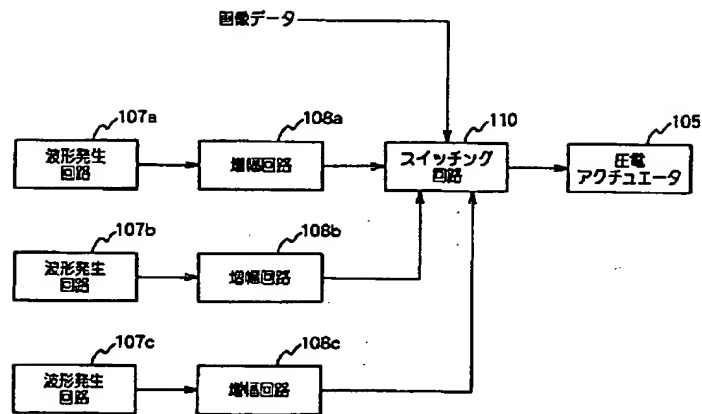 画像データ
107a
108a
110
105
波形発生
回路
増幅回路
スイッチング
回路
圧電
アクチュエータ
107b
108b
波形発生
回路
増幅回路
107c
108c
波形発生
回路
増幅回路